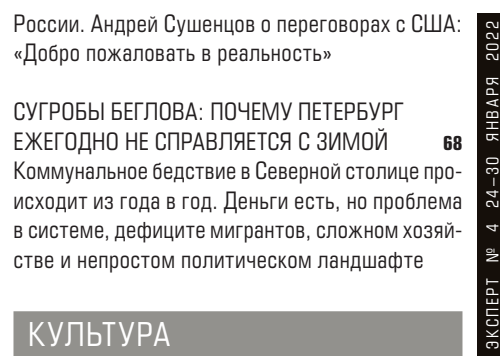 России. Андрей Сушенцов о переговорах с США:
«Добро пожаловать в реальность»
СУГРОБЫ БЕГЛОВА: ПОЧЕМУ ПЕТЕРБУРГ
ЕЖЕГОДНО НЕ СПРАВЛЯЕТСЯ С ЗИМОЙ 68
Коммунальное бедствие в Северной столице про-
исходит из года в год. Деньги есть, но проблема
в системе, дефиците мигрантов, сложном хозяй-
стве и непростом политическом ландшафте
КУЛЬТУРА
ЭКСПЕРТ № 4 24–30 ЯНВАРЯ 2022